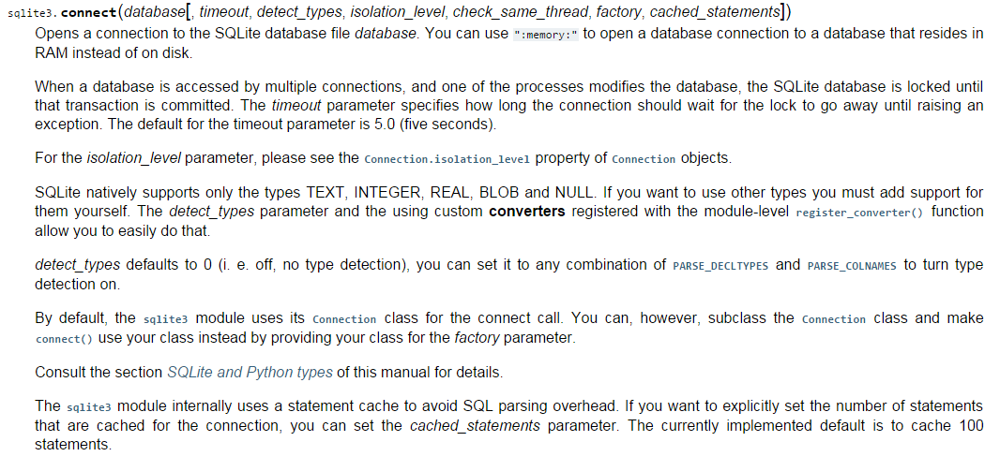 sqlite3.connect(database[, timeout, detect_types, isolation_level, check_same_thread, factory, cached_statements])
Opens a connection to the SQLite database file database. You can use ":memory:" to open a database connection to a database that resides in
RAM instead of on disk.
When a database is accessed by multiple connections, and one of the processes modifies the database, the SQLite database is locked until
that transaction is committed. The timeout parameter specifies how long the connection should wait for the lock to go away until raising an
exception. The default for the timeout parameter is 5.0 (five seconds).
For the isolation_level parameter, please see the Connection.isolation_level property of Connection objects.
SQLite natively supports only the types TEXT, INTEGER, REAL, BLOB and NULL. If you want to use other types you must add support for
them yourself. The detect_types parameter and the using custom converters registered with the module-level register_converter() function
allow you to easily do that.
detect_types defaults to 0 (i. e. off, no type detection), you can set it to any combination of PARSE_DECLTYPES and PARSE_COLNAMES to turn type
detection on.
By default, the sqlite3 module uses its Connection class for the connect call. You can, however, subclass the Connection class and make
connect() use your class instead by providing your class for the factory parameter.
Consult the section SQLite and Python types of this manual for details.
The sqlite3 module internally uses a statement cache to avoid SQL parsing overhead. If you want to explicitly set the number of statements
that are cached for the connection, you can set the cached_statements parameter. The currently implemented default is to cache 100
statements.